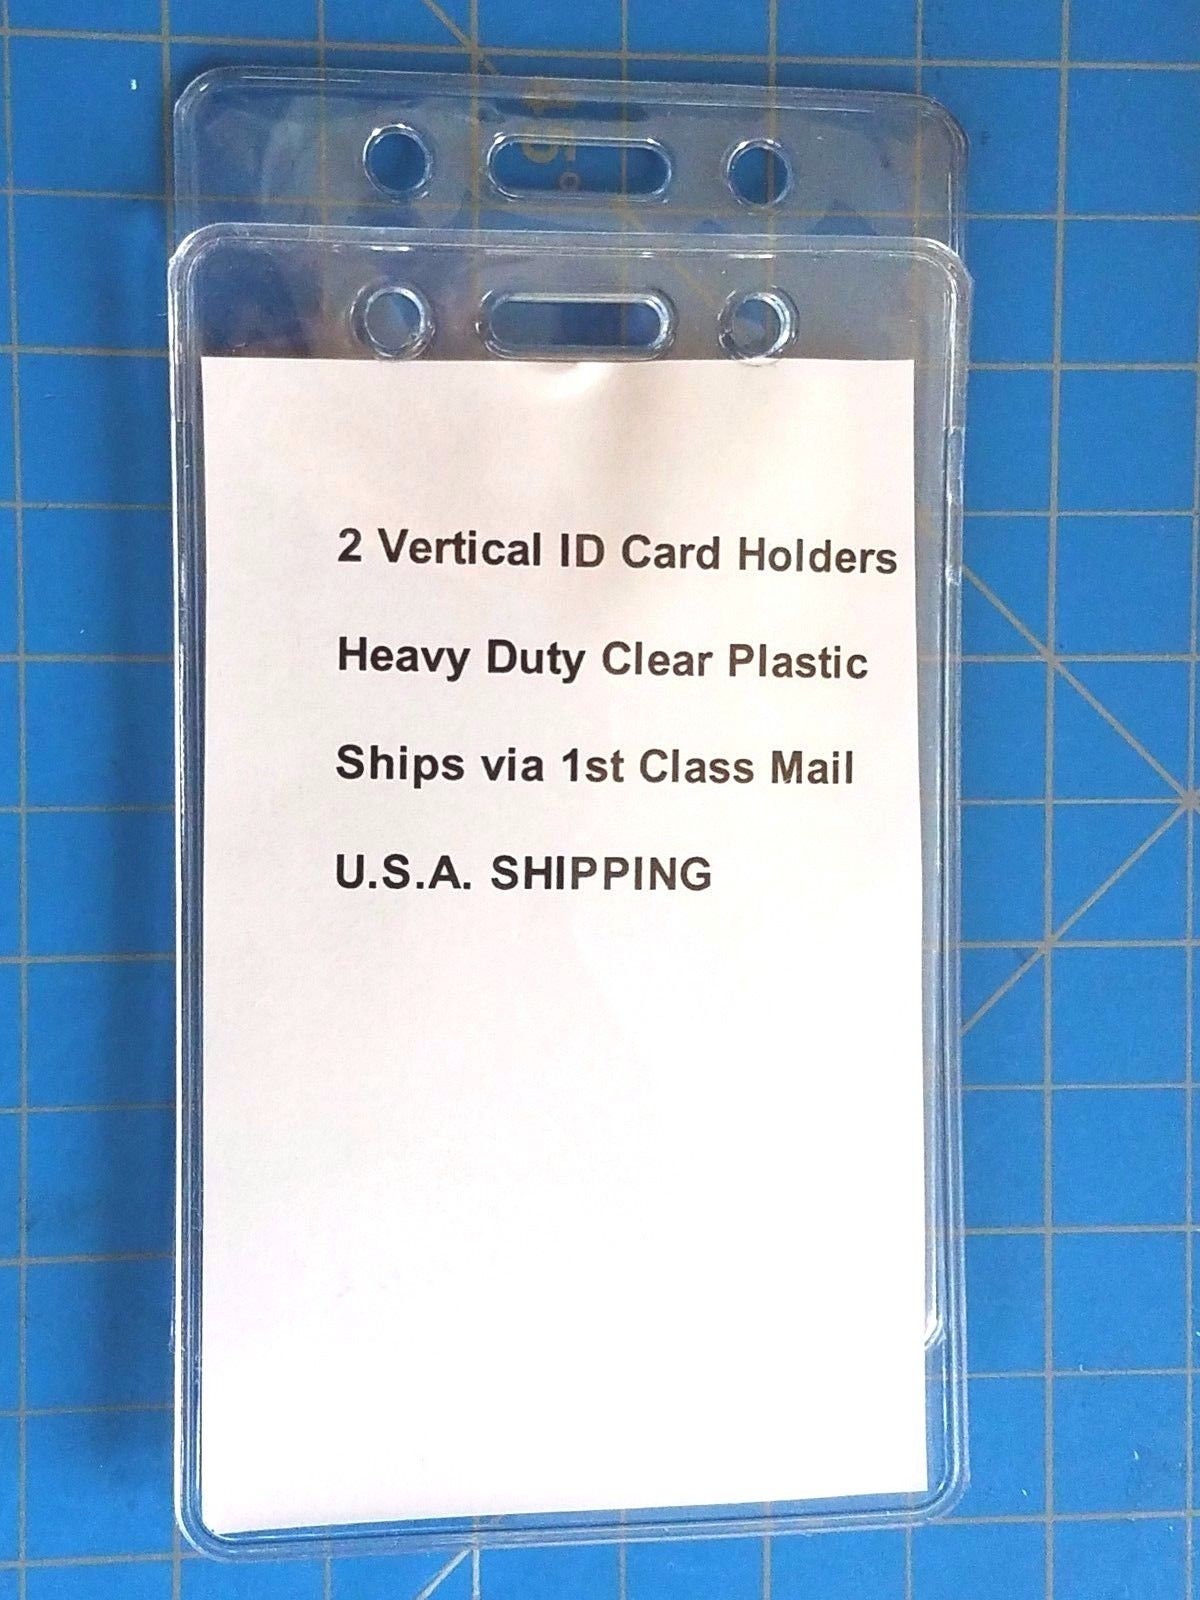 2 Vertical ID Card Holders
Heavy Duty Clear Plastic
Ships via 1st Class Mail
U.S.A. SHIPPING